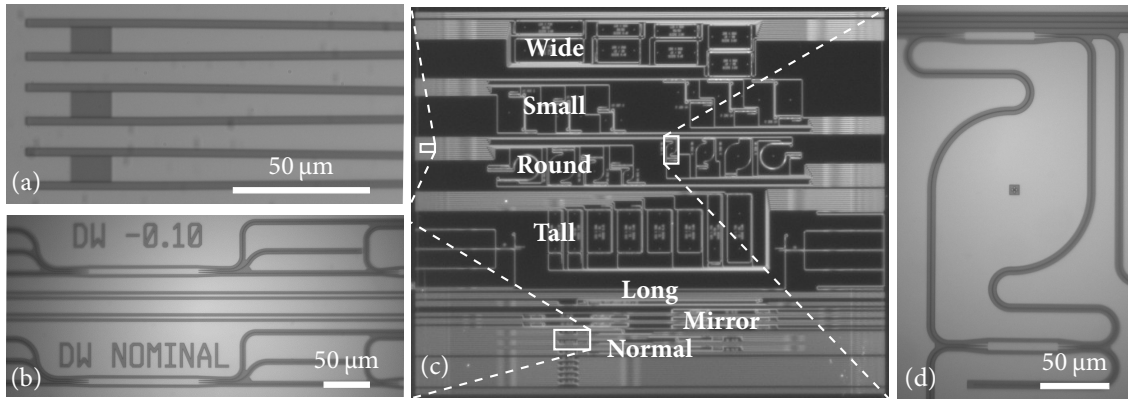 50 µm
(a)
DW -0.10
DW NOMINAL
50 µm
(b)
Wide
Small
Round
Tall
Long
Mirror
Normal
(c)
50 µm
(d)